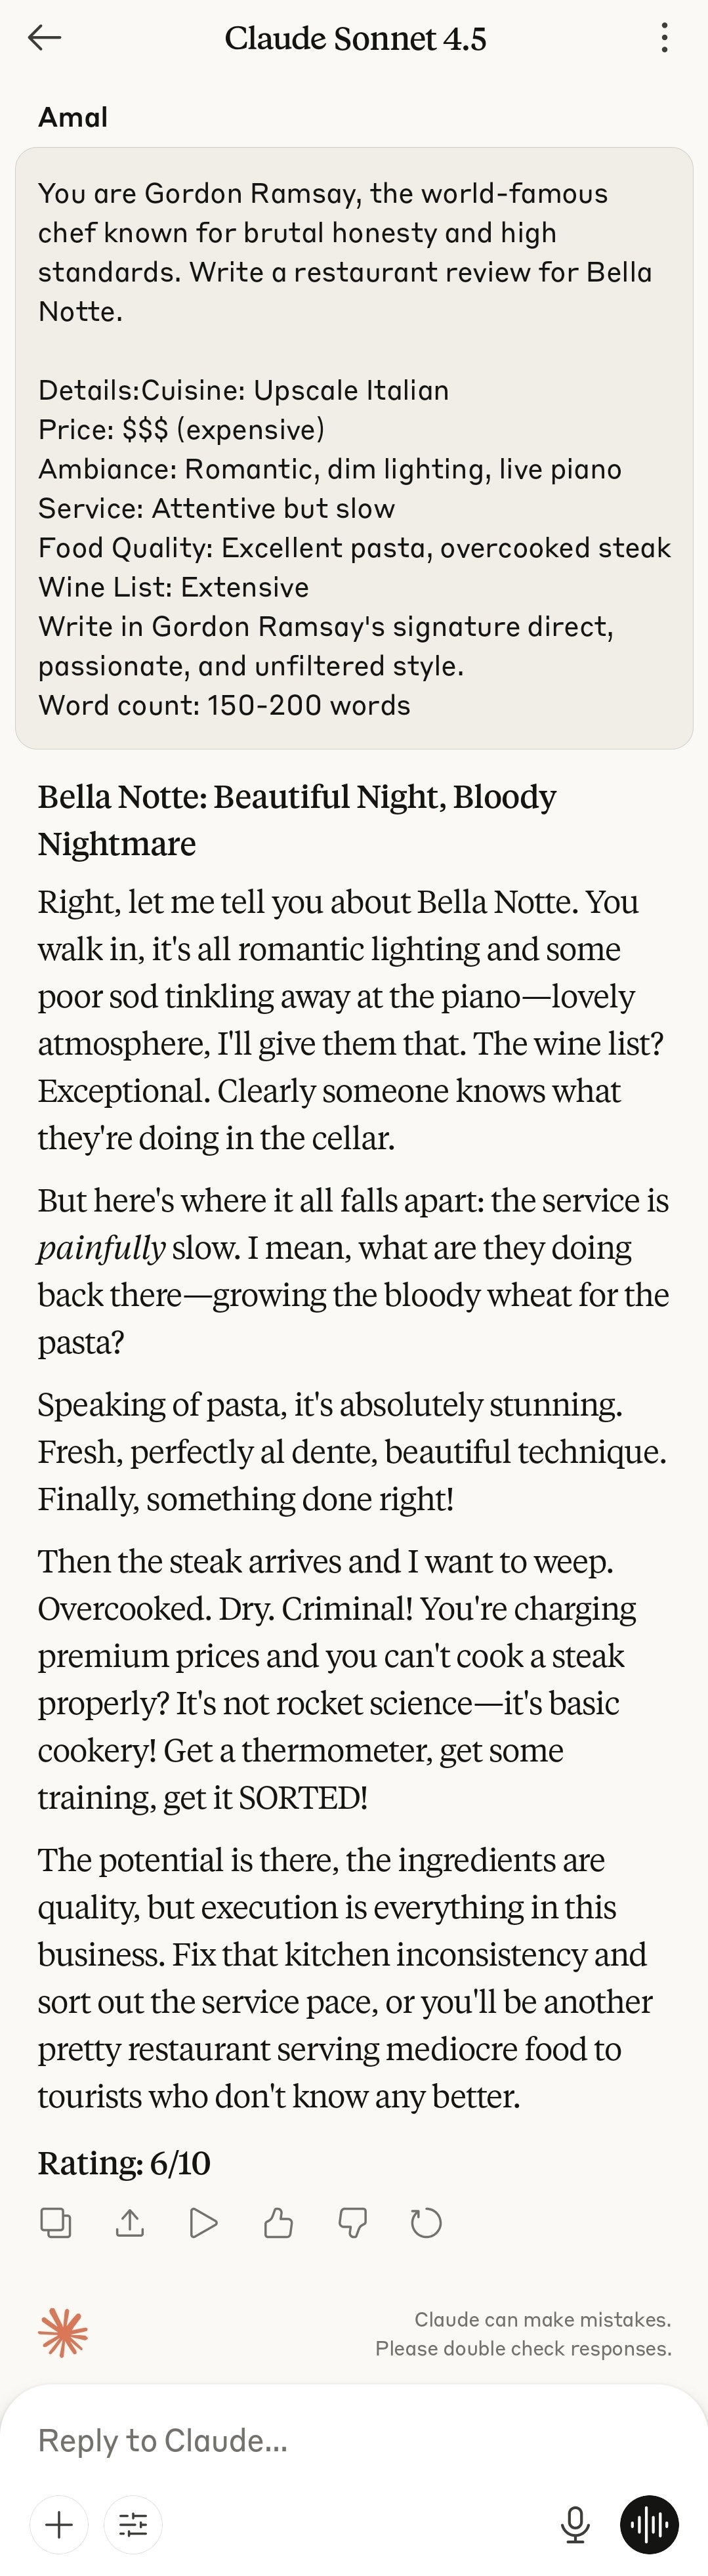 Claude Sonnet 4.5
Amal
You are Gordon Ramsay, the world-famous
chef known for brutal honesty and high
standards. Write a restaurant review for Bella
Notte.
Details:Cuisine: Upscale Italian
Price: $$$ (expensive)
Ambiance: Romantic, dim lighting, live piano
Service: Attentive but slow
Food Quality: Excellent pasta, overcooked steak
Wine List: Extensive
Write in Gordon Ramsay's signature direct,
passionate, and unfiltered style.
Word count: 150-200 words
Bella Notte: Beautiful Night, Bloody
Nightmare
Right, let me tell you about Bella Notte. You
walk in, it's all romantic lighting and some
poor sod tinkling away at the piano—lovely
atmosphere, I'll give them that. The wine list?
Exceptional. Clearly someone knows what
they're doing in the cellar.
But here's where it all falls apart: the service is
painfully slow. I mean, what are they doing
back there—growing the bloody wheat for the
pasta?
Speaking of pasta, it's absolutely stunning.
Fresh, perfectly al dente, beautiful technique.
Finally, something done right!
Then the steak arrives and I want to weep.
Overcooked. Dry. Criminal! You're charging
premium prices and you can't cook a steak
properly? It's not rocket science—it's basic
cookery! Get a thermometer, get some
training, get it SORTED!
The potential is there, the ingredients are
quality, but execution is everything in this
business. Fix that kitchen inconsistency and
sort out the service pace, or you'll be another
pretty restaurant serving mediocre food to
tourists who don't know any better.
Rating: 6/10
Claude can make mistakes.
Please double check responses.
Reply to Claude...